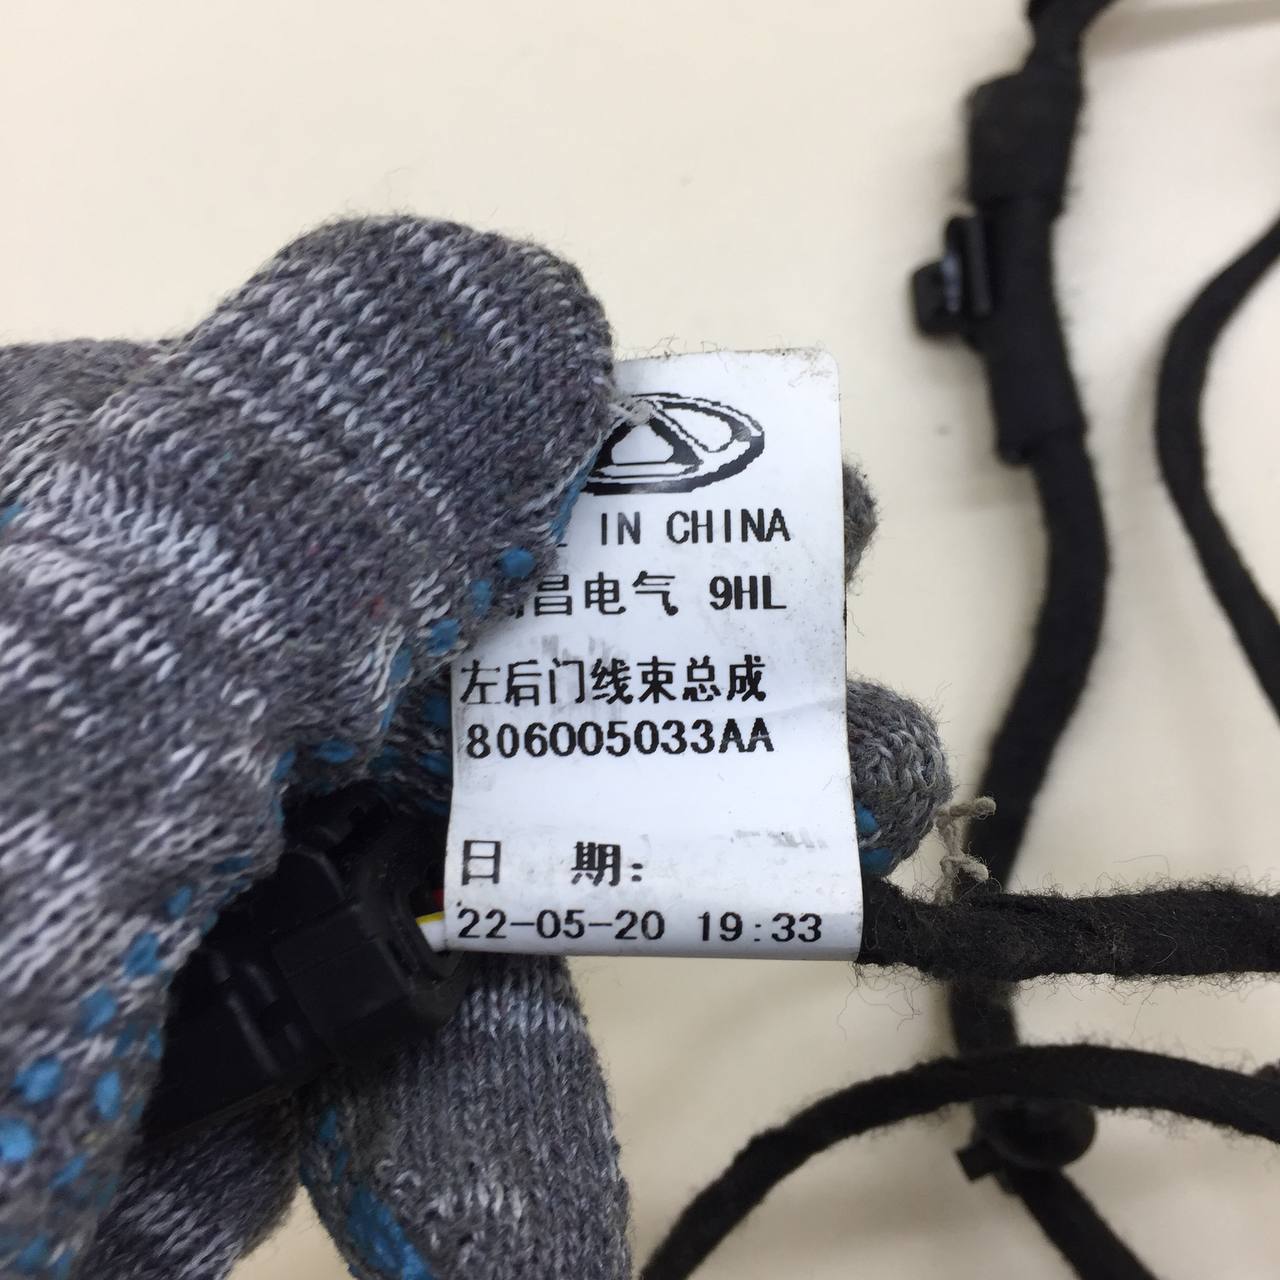 IN CHINA
昌电气 9HL
左后门线束总成
806005033AA
日 期:
22-05-20 19:33